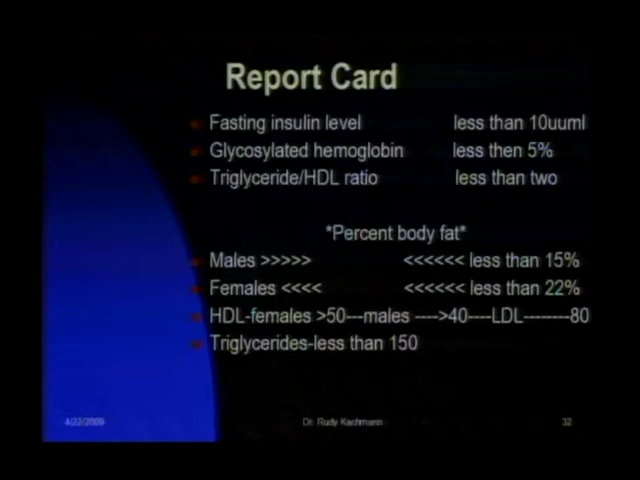 Report Card
Fasting insulin level less than 10uuml
Glycosylated hemoglobin less then 5%
Triglyceride/HDL ratio less than two
*Percent body fat*
Males >>>>> <<<<<< less than 15%
Females <<<< <<<<<< less than 22%
HDL-females >50---males ---->40----LDL--------80
Triglycerides-less than 150
4/22/2009 Dr. Rudy Kachmann 32